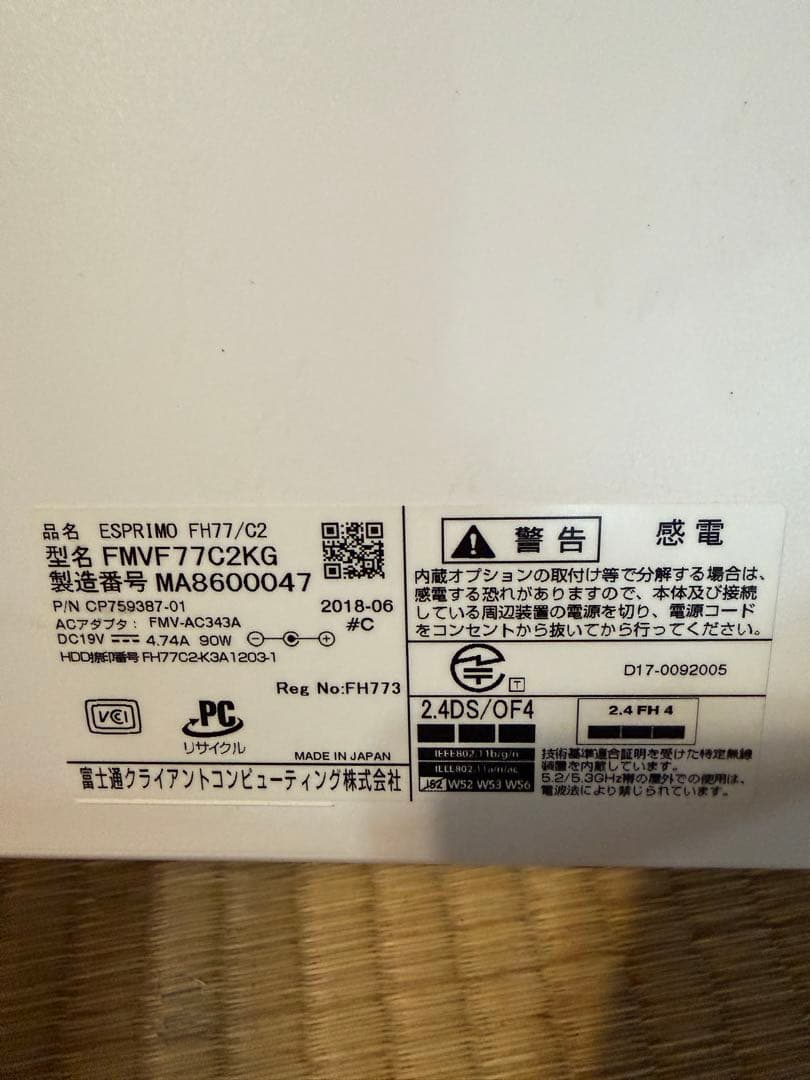 品名 ESPRIMO FH77/C2
型名 FMVF77C2KG
製造番号 MA8600047
P/N CP759387-01 2018-06
ACアダプタ： FMV-AC343A #C
DC19V 4.74A 90W
HDD捺印番号 FH77C2-K3A1203-1
Reg No:FH773
VCCI
PC
リサイクル
MADE IN JAPAN
富士通クライアントコンピューティング株式会社
警告 感電
内蔵オプションの取付け等で分解する場合は、
感電する恐れがありますので、本体及び接続
している周辺装置の電源を切り、電源コード
をコンセントから抜いてから行ってください。
T D17-0092005
2.4DS/OF4
2.4 FH 4
IEEE802.11b/g/n
IEEE802.11a/n/ac
J52 W52 W53 W56
技術基準適合証明を受けた特定無線
装置を内蔵しています。
5.2/5.3GHz帯の屋外での使用は、
電波法により禁じられています。